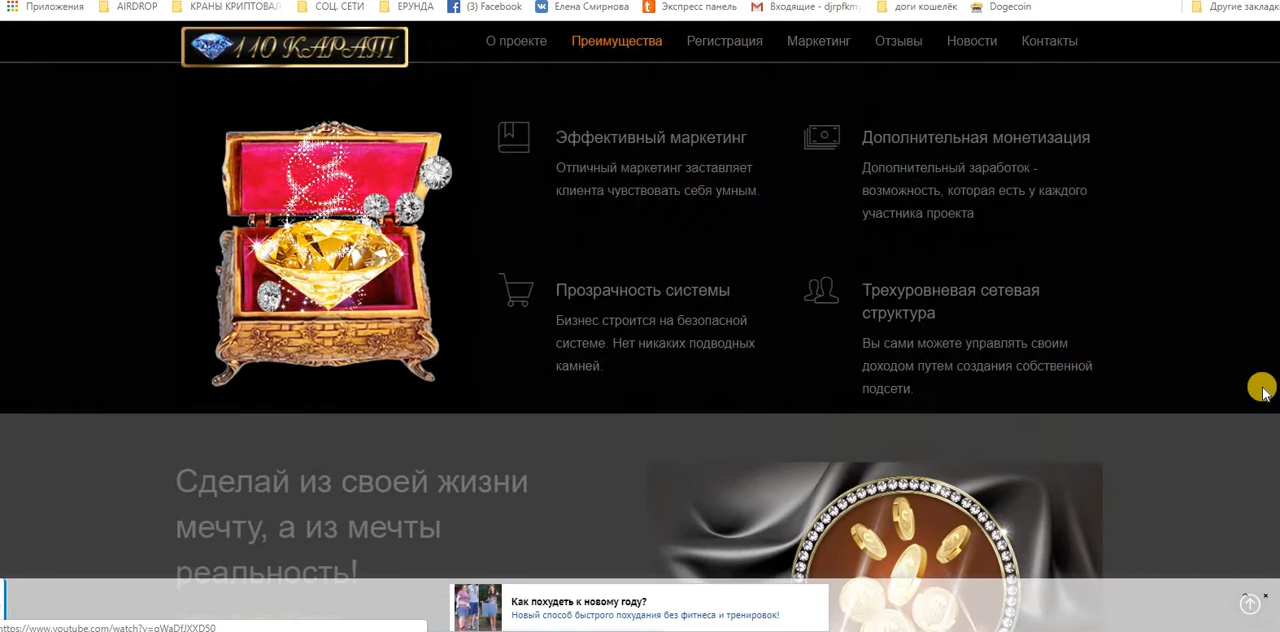 Приложения AIRDROP КРАНЫ КРИПТОВАЛ СОЦ. СЕТИ ЕРУНДА (3) Facebook Елена Смирнова Экспресс панель Входящие - djrpfkm доги кошелёк Dogecoin Другие закладк
110 КАРАТ О проекте Преимущества Регистрация Маркетинг Отзывы Новости Контакты
Эффективный маркетинг
Отличный маркетинг заставляет
клиента чувствовать себя умным.
Дополнительная монетизация
Дополнительный заработок -
возможность, которая есть у каждого
участника проекта
Прозрачность системы
Бизнес строится на безопасной
системе. Нет никаких подводных
камней.
Трехуровневая сетевая
структура
Вы сами можете управлять своим
доходом путем создания собственной
подсети.
Сделай из своей жизни
мечту, а из мечты
реальность!
Как похудеть к новому году?
Новый способ быстрого похудания без фитнеса и тренировок!
https://www.youtube.com/watch?v=qWaDfJXXD50